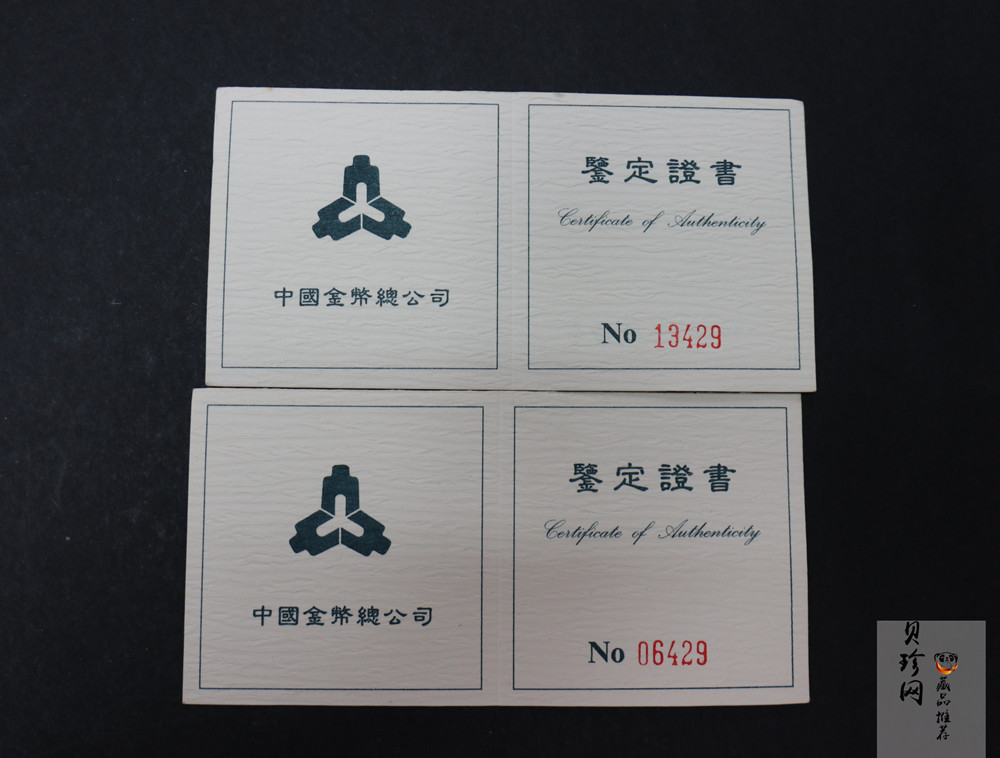 中國金幣總公司
鑒定證書
Certificate of Authenticity
No 13429
中國金幣總公司
鑒定證書
Certificate of Authenticity
No 06429
贝珍网
藏品推荐